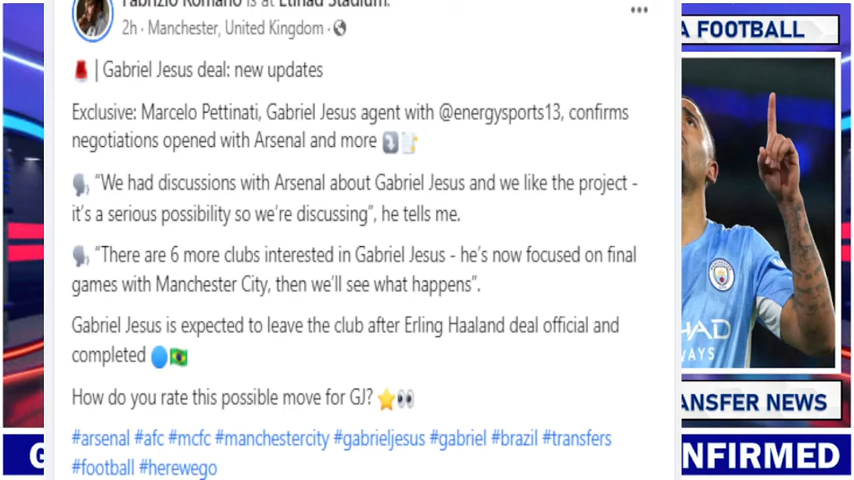 Fabrizio Romano is at Etihad Stadium.
2h · Manchester, United Kingdom ·
| Gabriel Jesus deal: new updates
Exclusive: Marcelo Pettinati, Gabriel Jesus agent with @energysports13, confirms
negotiations opened with Arsenal and more
“We had discussions with Arsenal about Gabriel Jesus and we like the project -
it’s a serious possibility so we’re discussing”, he tells me.
“There are 6 more clubs interested in Gabriel Jesus - he’s now focused on final
games with Manchester City, then we’ll see what happens”.
Gabriel Jesus is expected to leave the club after Erling Haaland deal official and
completed
How do you rate this possible move for GJ?
#arsenal #afc #mcfc #manchestercity #gabrieljesus #gabriel #brazil #transfers
#football #herewego
A FOOTBALL
HAD
WAYS
ANSFER NEWS
G
NFIRMED